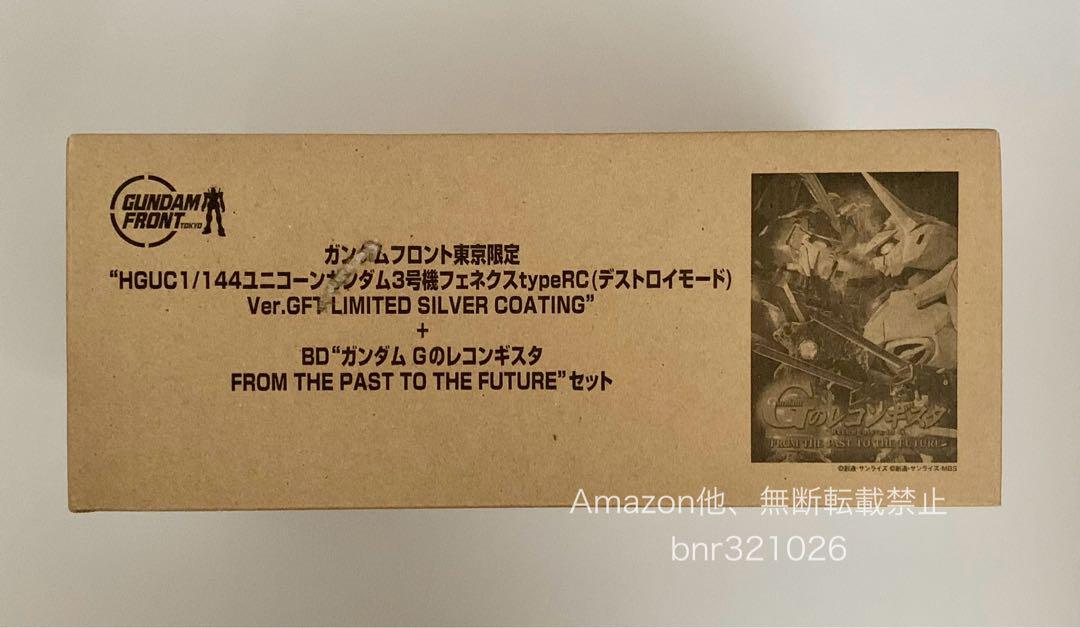 GUNDAM
FRONT TOKYO
ガンダムフロント東京限定
“HGUC1/144ユニコーンガンダム3号機フェネクスtypeRC(デストロイモード)
Ver.GFT LIMITED SILVER COATING”
+
BD“ガンダム Gのレコンギスタ
FROM THE PAST TO THE FUTURE”セット
Gのレコンギスタ
FROM THE PAST TO THE FUTURE
©創通・サンライズ ©創通・サンライズ・MBS
Amazon他、無断転載禁止
bnr321026